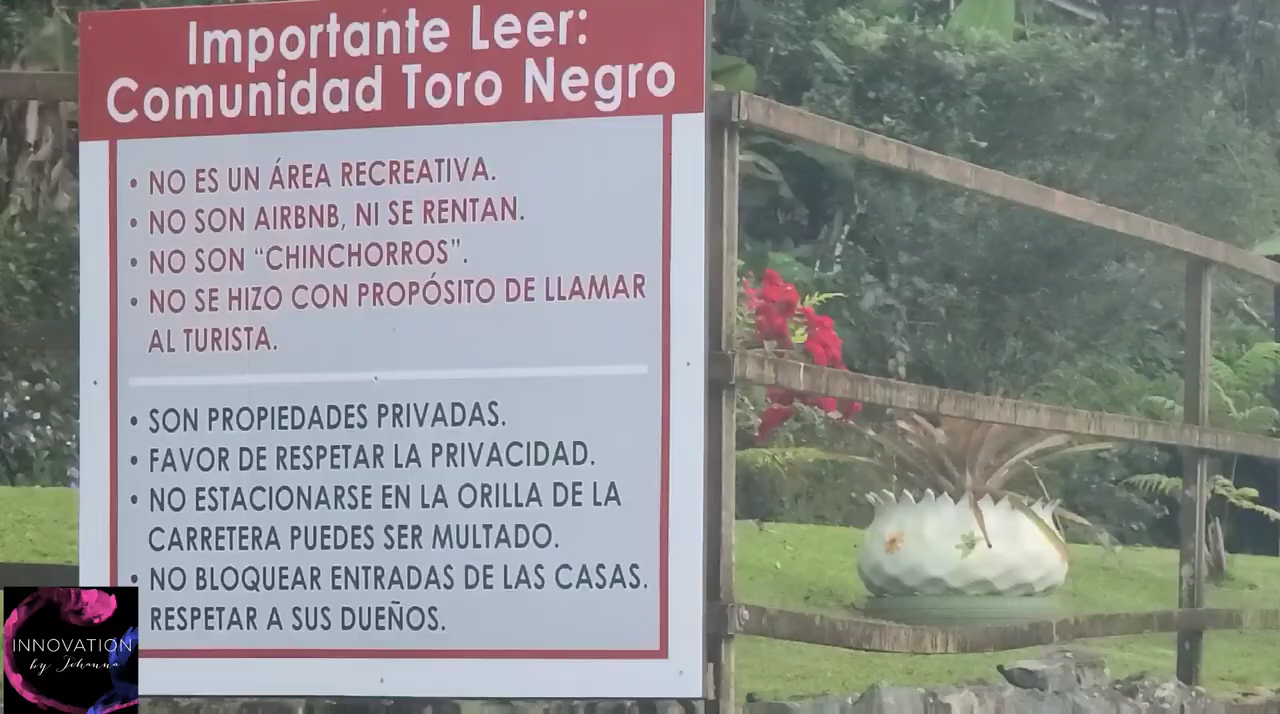 Importante Leer:
Comunidad Toro Negro
• NO ES UN ÁREA RECREATIVA.
• NO SON AIRBNB, NI SE RENTAN.
• NO SON “CHINCHORROS”.
• NO SE HIZO CON PROPÓSITO DE LLAMAR
AL TURISTA.
• SON PROPIEDADES PRIVADAS.
• FAVOR DE RESPETAR LA PRIVACIDAD.
• NO ESTACIONARSE EN LA ORILLA DE LA
CARRETERA PUEDES SER MULTADO.
• NO BLOQUEAR ENTRADAS DE LAS CASAS.
RESPETAR A SUS DUEÑOS.
INNOVATION
by Johanna